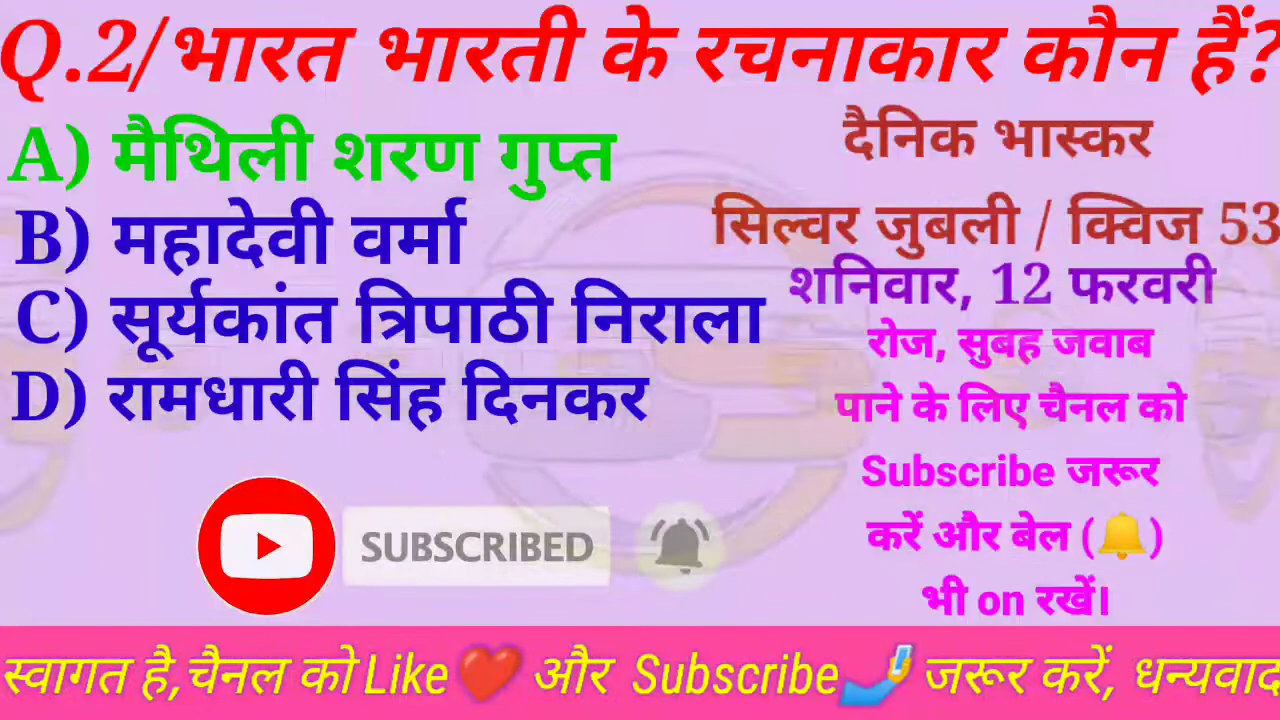 Q.2/भारत भारती के रचनाकार कौन हैं?
A) मैथिली शरण गुप्त
B) महादेवी वर्मा
C) सूर्यकांत त्रिपाठी निराला
D) रामधारी सिंह दिनकर
दैनिक भास्कर
सिल्वर जुबली / क्विज 53
शनिवार, 12 फरवरी
रोज, सुबह जवाब
पाने के लिए चैनल को
Subscribe जरूर
करें और बेल (🔔)
भी on रखें।
SUBSCRIBED
स्वागत है,चैनल को Like❤️ और Subscribe🤳 जरूर करें, धन्यवाद